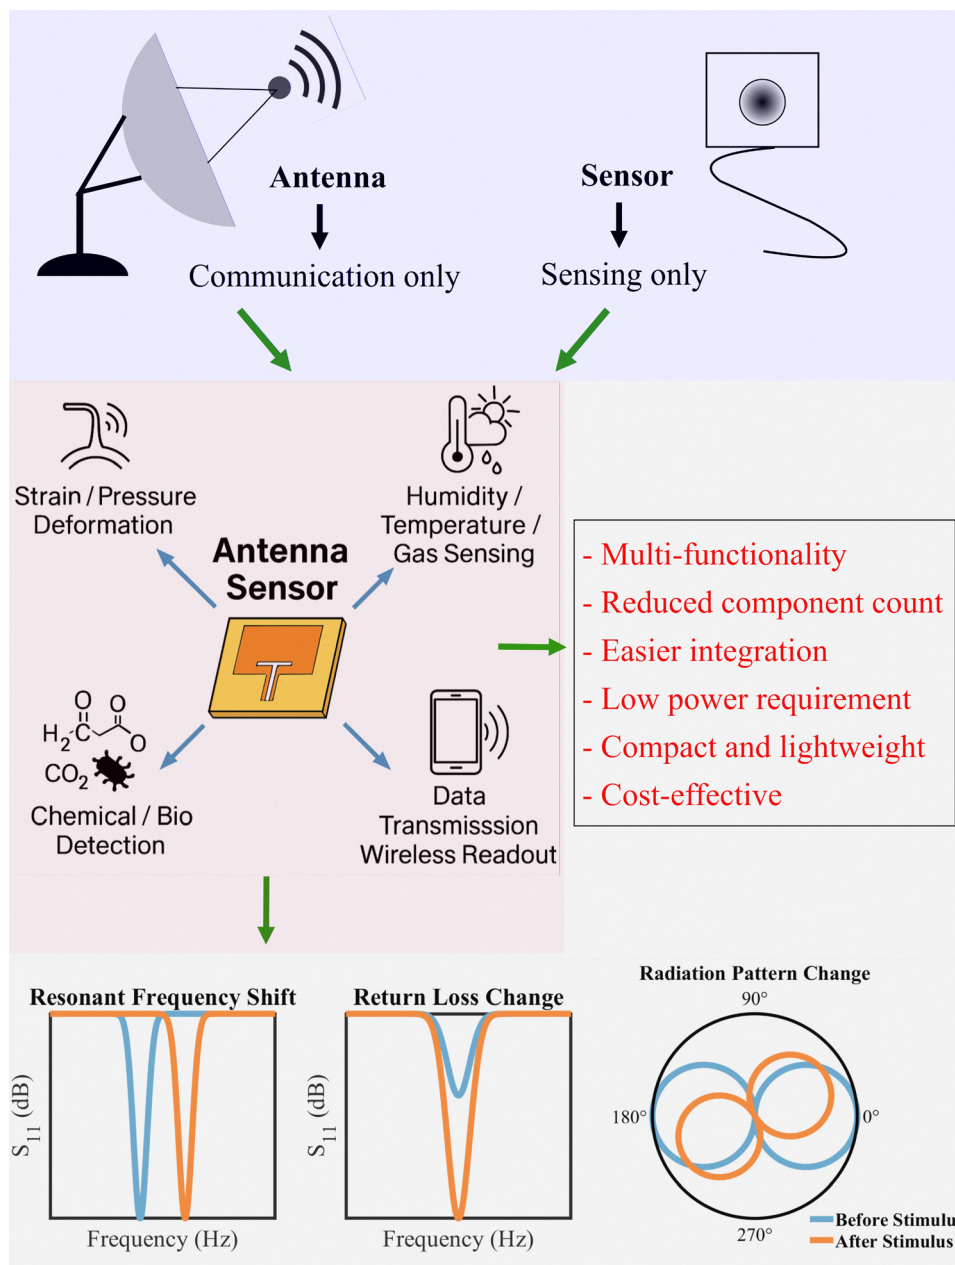 Antenna
Communication only
Sensor
Sensing only
Strain / Pressure
Deformation
Humidity /
Temperature /
Gas Sensing
Antenna
Sensor
O
O
H₂C
O
CO₂
Chemical / Bio
Detection
Data
Transmisssion
Wireless Readout
- Multi-functionality
- Reduced component count
- Easier integration
- Low power requirement
- Compact and lightweight
- Cost-effective
Resonant Frequency Shift
S₁₁ (dB)
Frequency (Hz)
Return Loss Change
S₁₁ (dB)
Frequency (Hz)
Radiation Pattern Change
90°
180°
0°
270°
Before Stimulu
After Stimulus